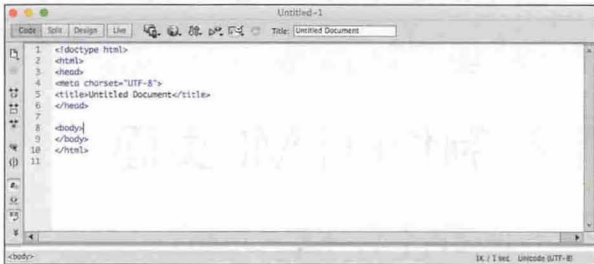 Untitled-1
Code Split Design Live Title: Untitled Document
1 <!doctype html>
2 <html>
3 <head>
4 <meta charset="UTF-8">
5 <title>Untitled Document</title>
6 </head>
7
8 <body>
9 </body>
10 </html>
11
<body> 1K / 1 sec Unicode (UTF-8)